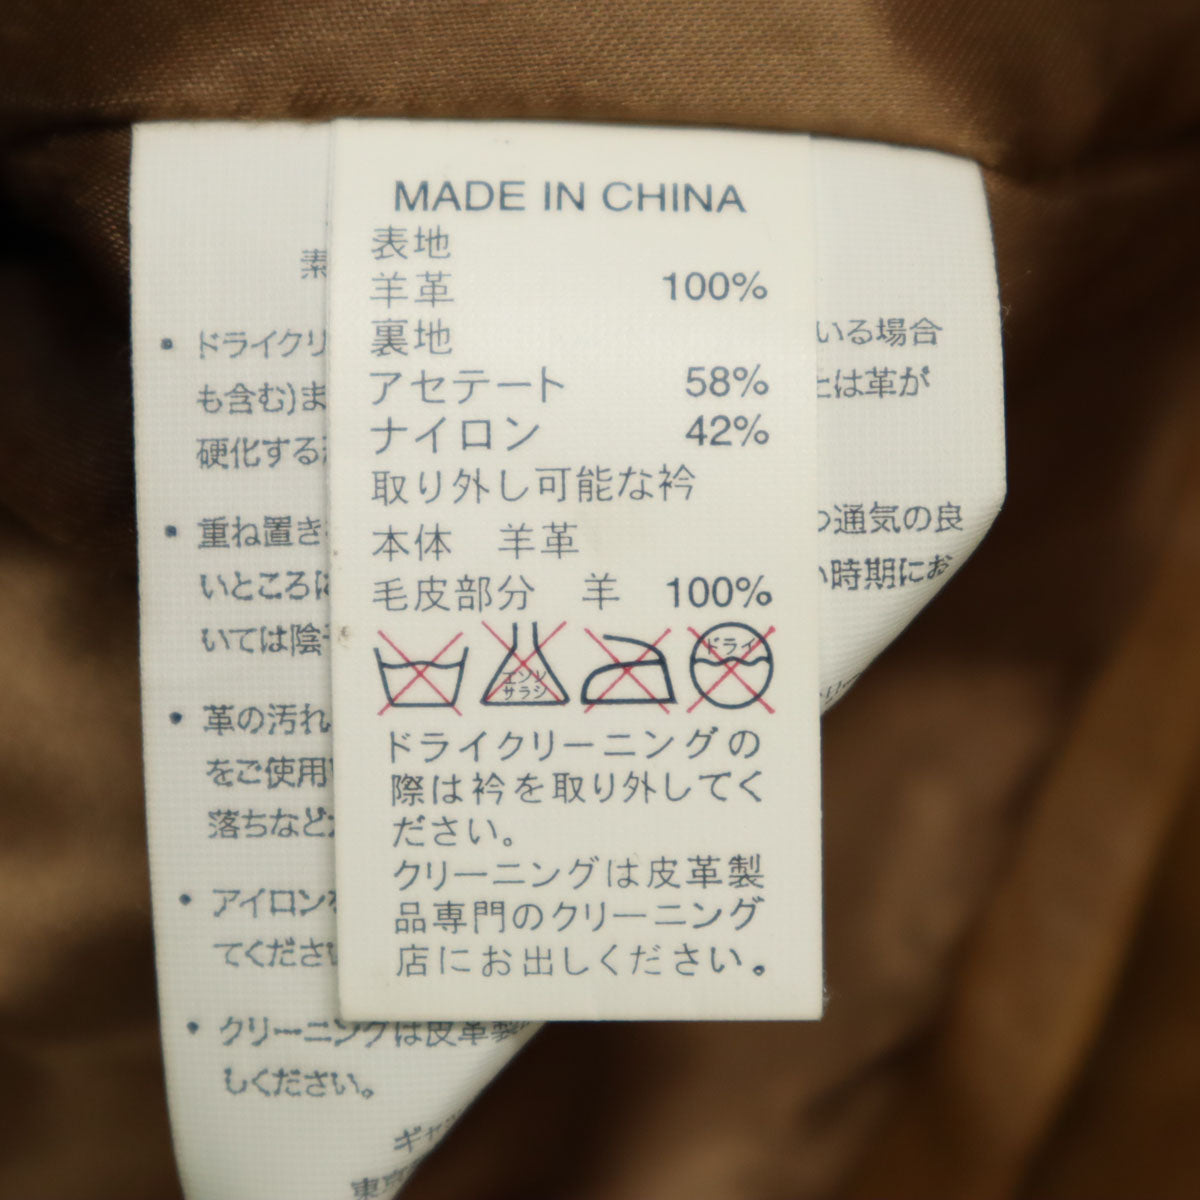 MADE IN CHINA
表地
羊革 100%
裏地
アセテート 58%
ナイロン 42%
取り外し可能な衿
本体 羊革
毛皮部分 羊 100%
エンソ
サラシ
ドライ
ドライクリーニングの
際は衿を取り外してく
ださい。
クリーニングは皮革製
品専門のクリーニング
店にお出しください。
素
・ドライクリ いる場合
も含む)ま は革が
硬化する
・重ね置き 通気の良
いところに 時期にお
いては陰
・革の汚れ
をご使用
落ちなど
・アイロン
てくださ
・クリーニングは皮革製
しください。
ギャ
東京